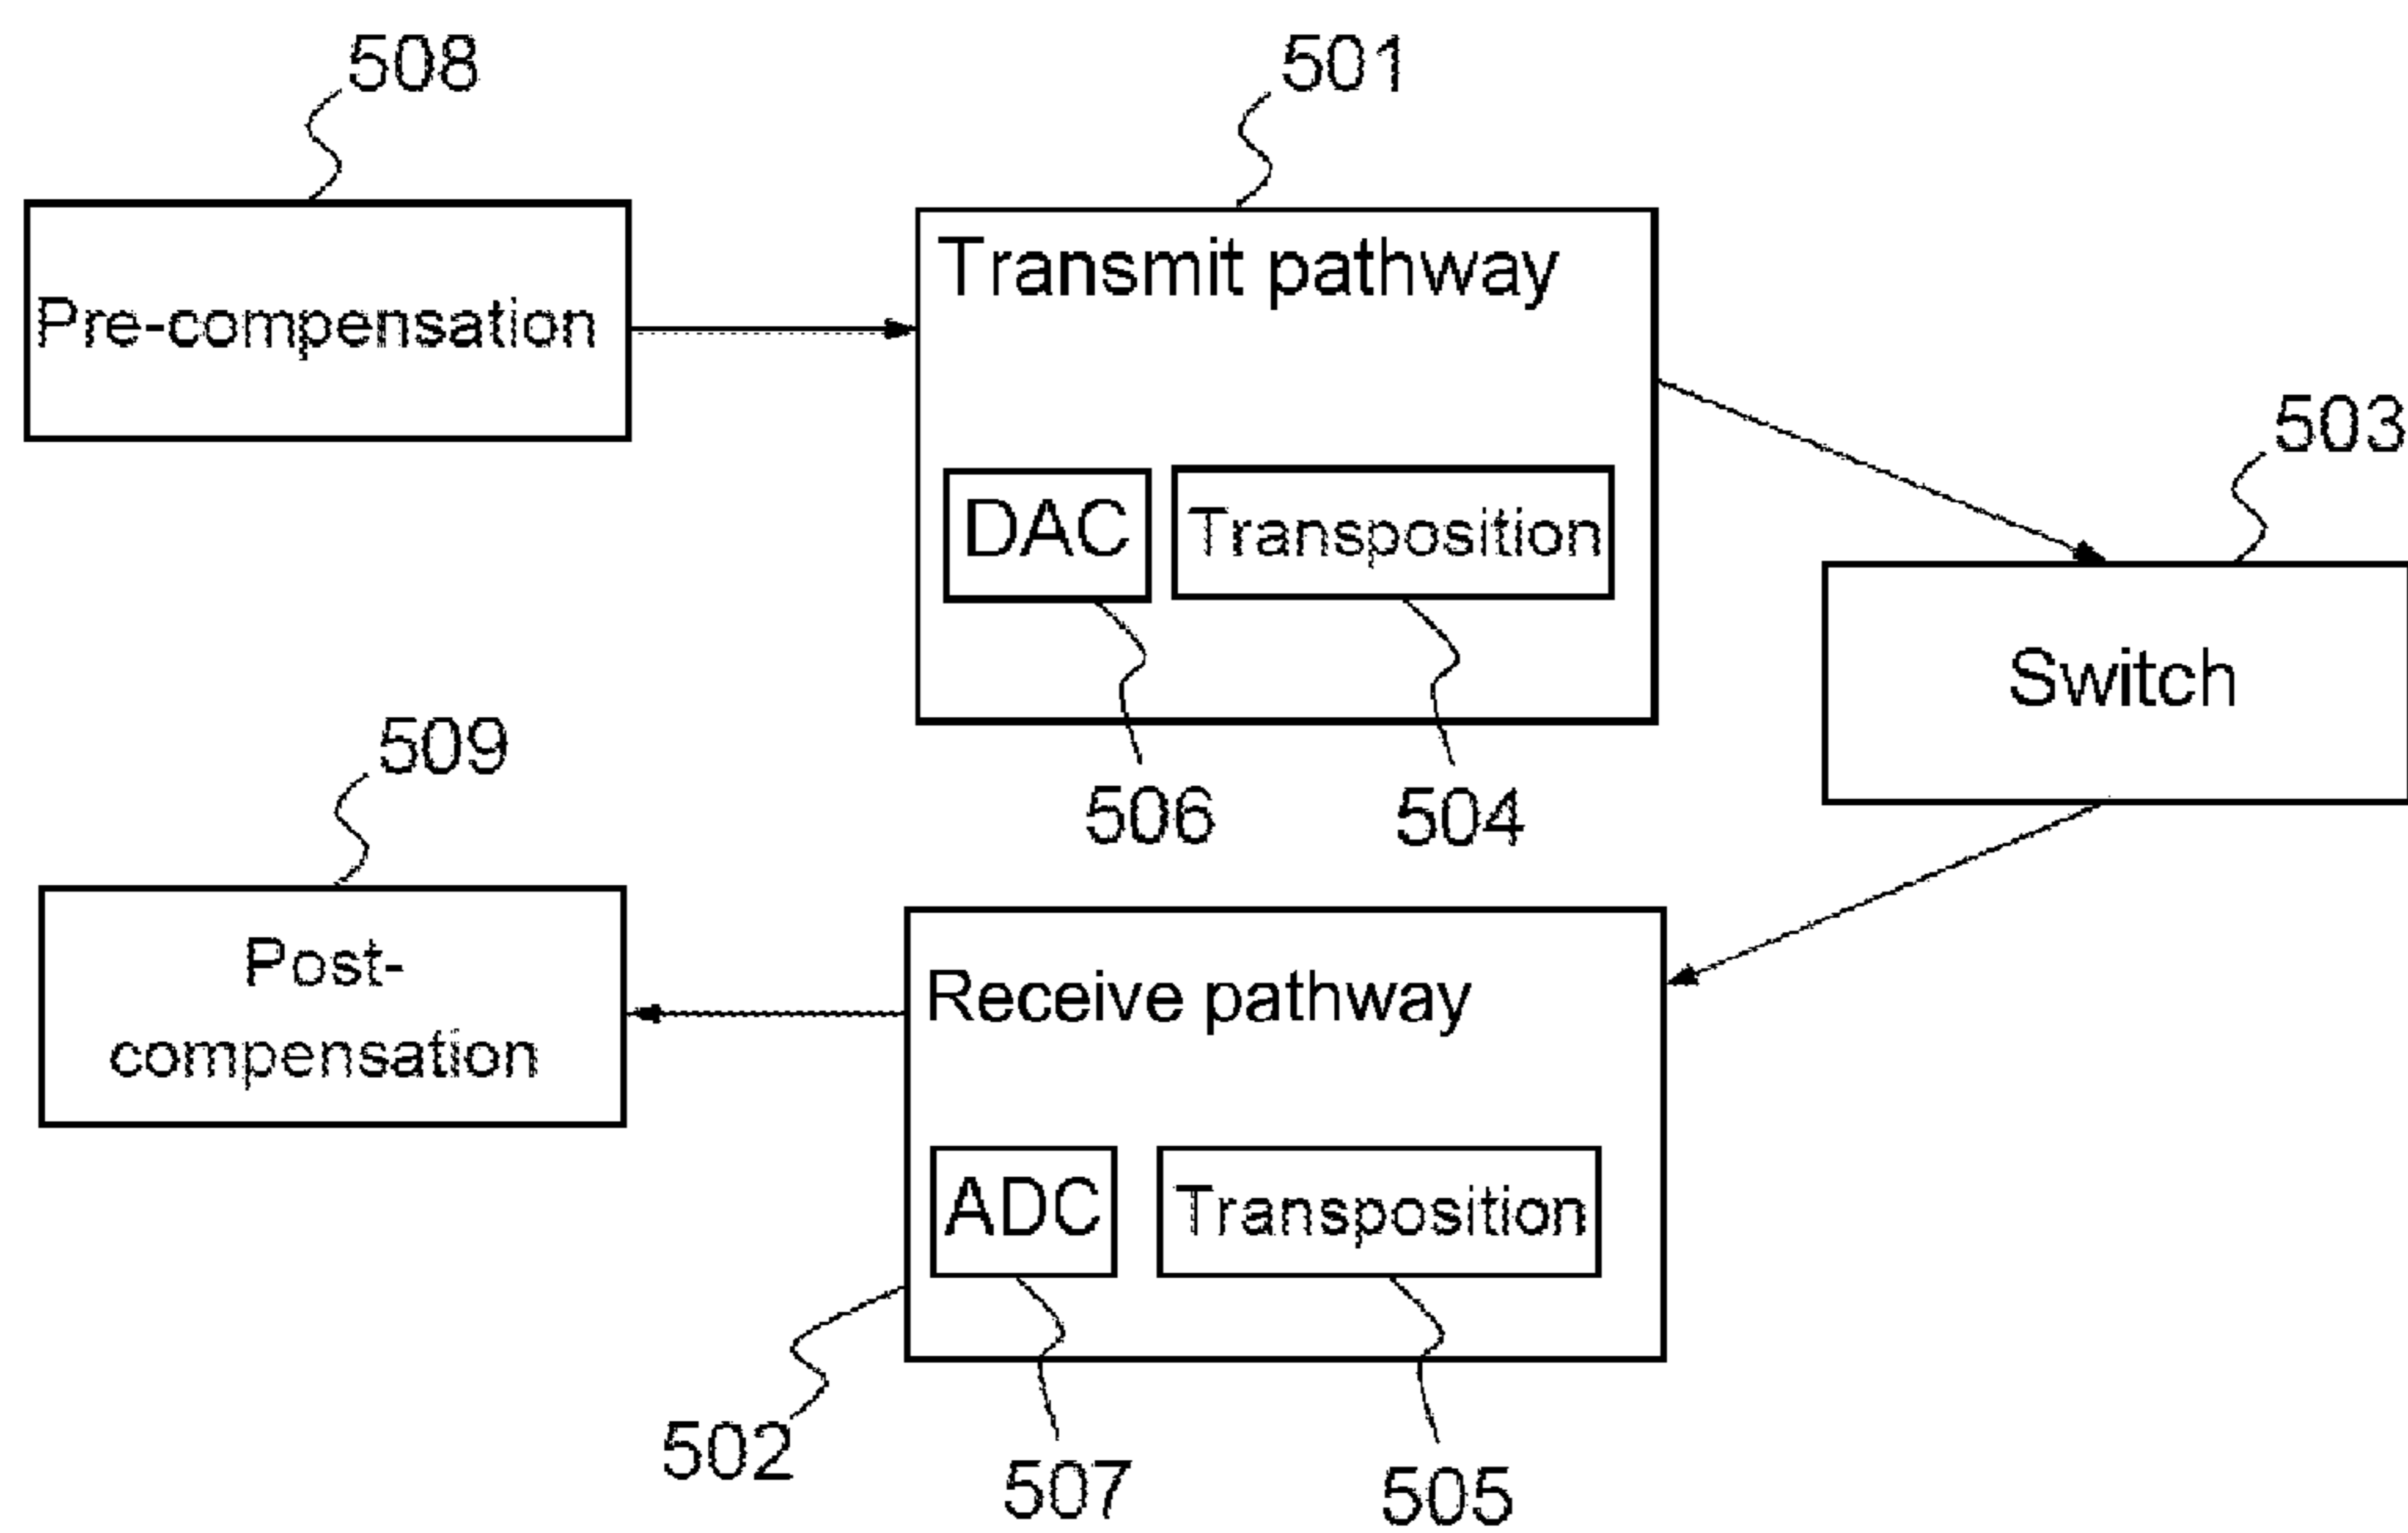 508
501
Pre-compensation
Transmit pathway
503
DAC
Transposition
Switch
509
506
504
Post-
compensation
Receive pathway
ADC
Transposition
502
507
505